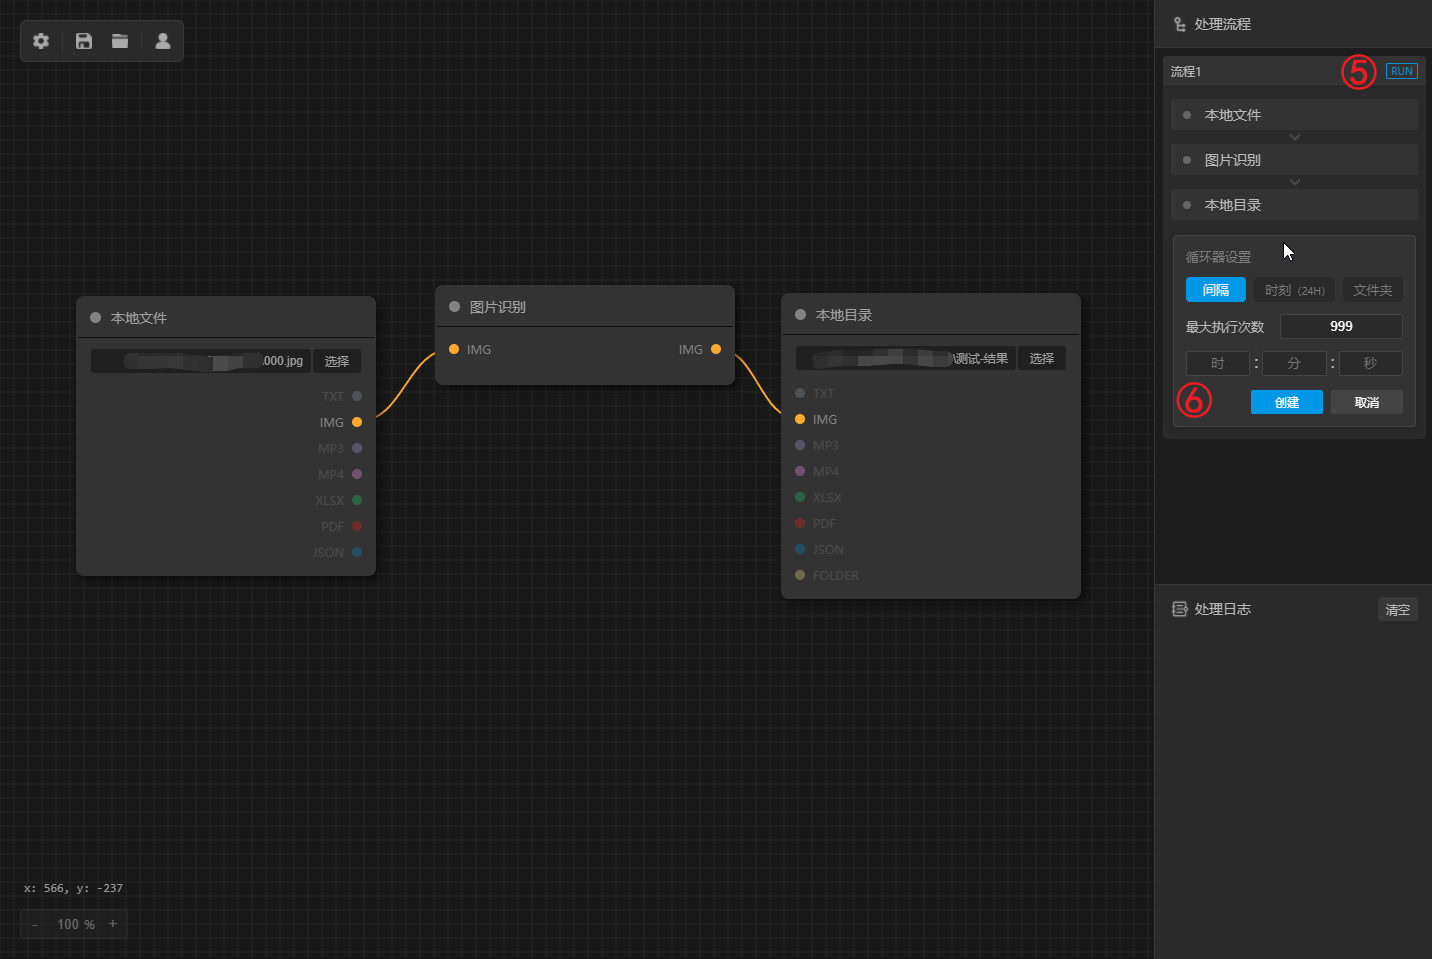 处理流程
流程1
⑤
RUN
本地文件
图片识别
本地目录
循环器设置
间隔
时刻（24H）
文件夹
最大执行次数
999
时 : 分 : 秒
⑥
创建
取消
本地文件
\000.jpg
选择
TXT
IMG
MP3
MP4
XLSX
PDF
JSON
图片识别
IMG
IMG
本地目录
\测试-结果
选择
TXT
IMG
MP3
MP4
XLSX
PDF
JSON
FOLDER
处理日志
清空
x: 566, y: -237
- 100 % +